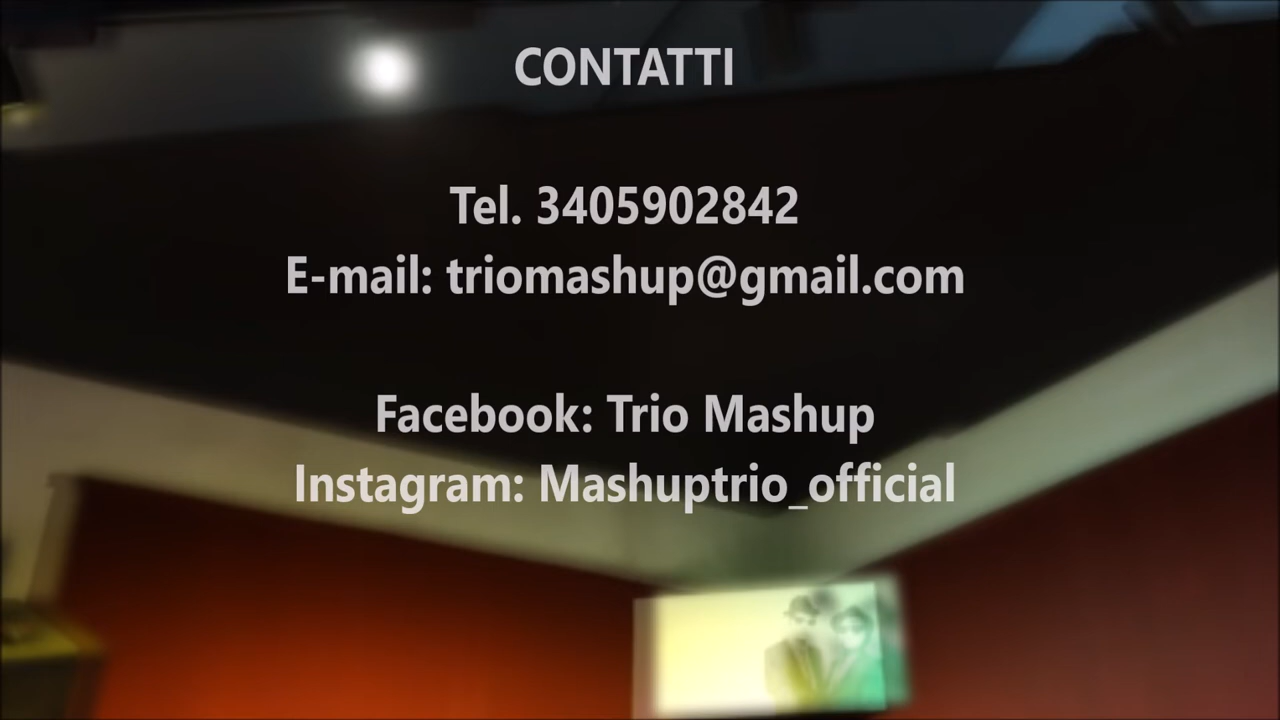 CONTATTI
Tel. 3405902842
E-mail: triomashup@gmail.com
Facebook: Trio Mashup
Instagram: Mashuptrio_official